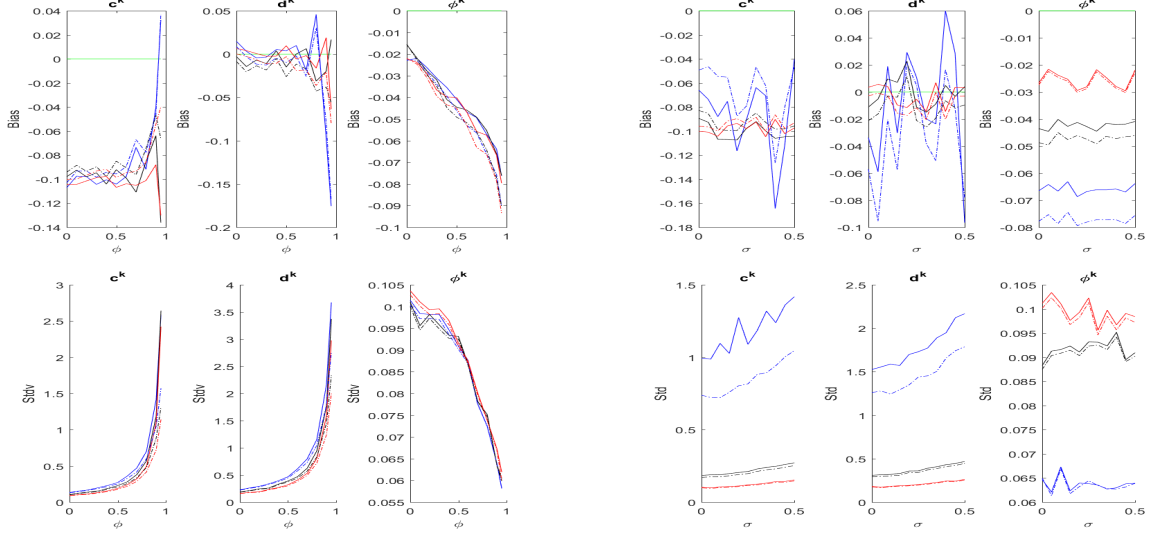 c^k
d^k
ϕ^k
c^k
d^k
ϕ^k
0.04
0.02
0
-0.02
-0.04
-0.06
-0.08
-0.1
-0.12
-0.14
Bias
0 0.5 1
ϕ
0.05
0
-0.05
-0.1
-0.15
-0.2
Bias
0 0.5 1
ϕ
0
-0.01
-0.02
-0.03
-0.04
-0.05
-0.06
-0.07
-0.08
-0.09
-0.1
Bias
0 0.5 1
ϕ
0
-0.02
-0.04
-0.06
-0.08
-0.1
-0.12
-0.14
-0.16
-0.18
Bias
0 0.5
σ
0.06
0.04
0.02
0
-0.02
-0.04
-0.06
-0.08
-0.1
Bias
0 0.5
σ
0
-0.01
-0.02
-0.03
-0.04
-0.05
-0.06
-0.07
-0.08
Bias
0 0.5
σ
c^k
d^k
ϕ^k
c^k
d^k
ϕ^k
3
2.5
2
1.5
1
0.5
0
Stdv
0 0.5 1
ϕ
4
3.5
3
2.5
2
1.5
1
0.5
0
Stdv
0 0.5 1
ϕ
0.105
0.1
0.095
0.09
0.085
0.08
0.075
0.07
0.065
0.06
0.055
Stdv
0 0.5 1
ϕ
1.5
1
0.5
0
Std
0 0.5
σ
2.5
2
1.5
1
0.5
0
Std
0 0.5
σ
0.105
0.1
0.095
0.09
0.085
0.08
0.075
0.07
0.065
0.06
Std
0 0.5
σ